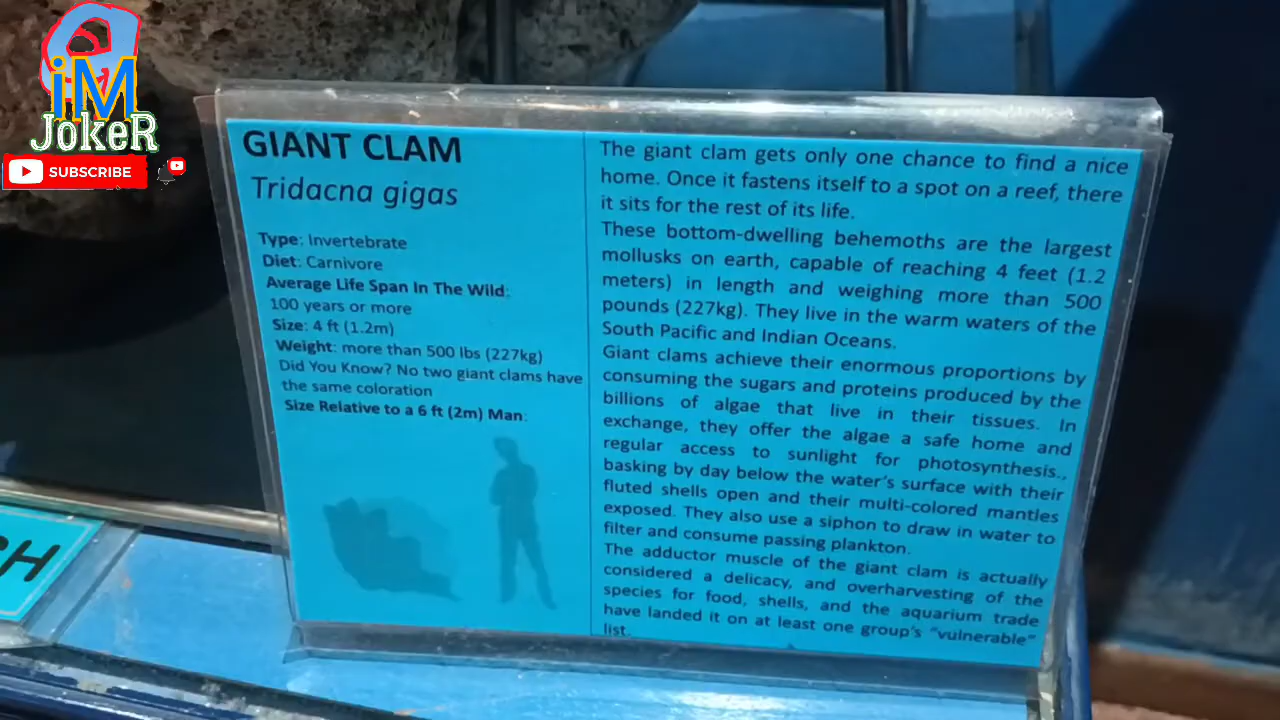 iM
JokeR
SUBSCRIBE
GIANT CLAM
Tridacna gigas
Type: Invertebrate
Diet: Carnivore
Average Life Span In The Wild:
100 years or more
Size: 4 ft (1.2m)
Weight: more than 500 lbs (227kg)
Did You Know? No two giant clams have
the same coloration
Size Relative to a 6 ft (2m) Man:
The giant clam gets only one chance to find a nice
home. Once it fastens itself to a spot on a reef, there
it sits for the rest of its life.
These bottom-dwelling behemoths are the largest
mollusks on earth, capable of reaching 4 feet (1.2
meters) in length and weighing more than 500
pounds (227kg). They live in the warm waters of the
South Pacific and Indian Oceans.
Giant clams achieve their enormous proportions by
consuming the sugars and proteins produced by the
billions of algae that live in their tissues. In
exchange, they offer the algae a safe home and
regular access to sunlight for photosynthesis.,
basking by day below the water's surface with their
fluted shells open and their multi-colored mantles
exposed. They also use a siphon to draw in water to
filter and consume passing plankton.
The adductor muscle of the giant clam is actually
considered a delicacy, and overharvesting of the
species for food, shells, and the aquarium trade
have landed it on at least one group's "vulnerable"
list.